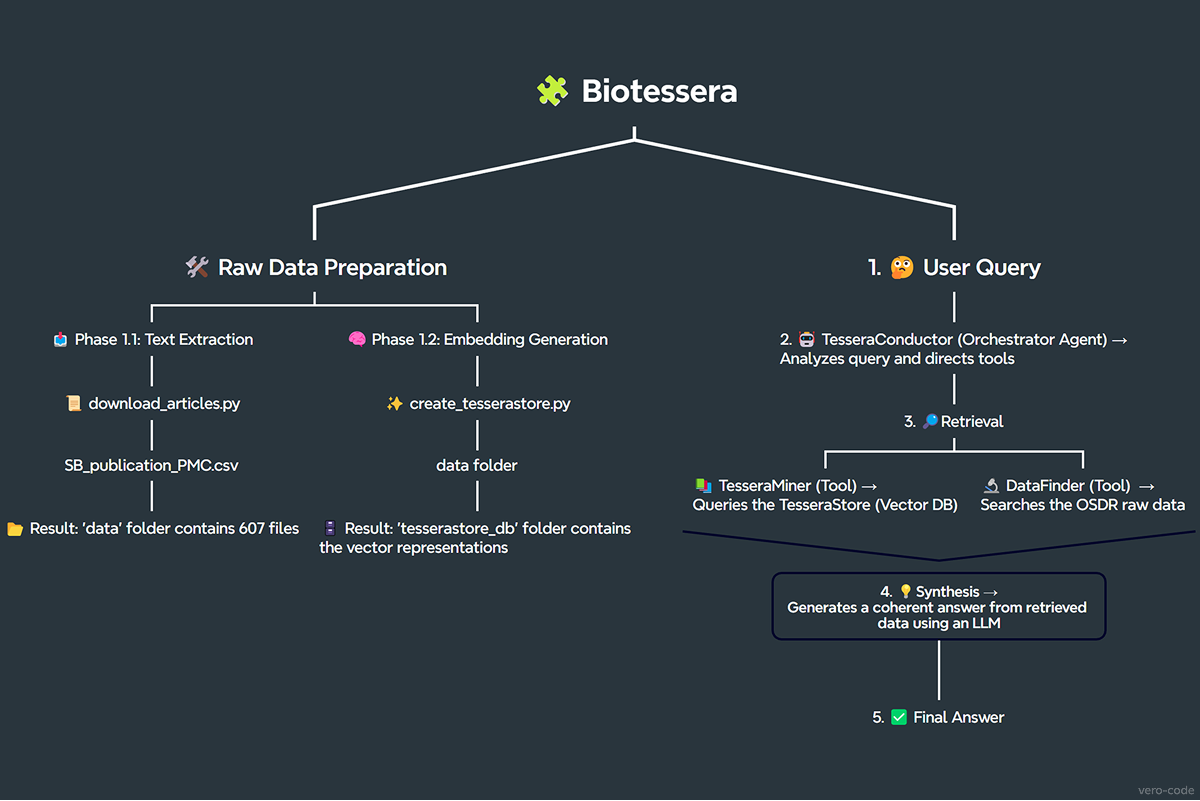 Biotessera
Raw Data Preparation
Phase 1.1: Text Extraction
download_articles.py
SB_publication_PMC.csv
Result: 'data' folder contains 607 files
Phase 1.2: Embedding Generation
create_tesserastore.py
data folder
Result: 'tesserastore_db' folder contains
the vector representations
1. User Query
2. TesseraConductor (Orchestrator Agent) →
Analyzes query and directs tools
3. Retrieval
TesseraMiner (Tool) →
Queries the TesseraStore (Vector DB)
DataFinder (Tool) →
Searches the OSDR raw data
4. Synthesis →
Generates a coherent answer from retrieved
data using an LLM
5. Final Answer
vero-code